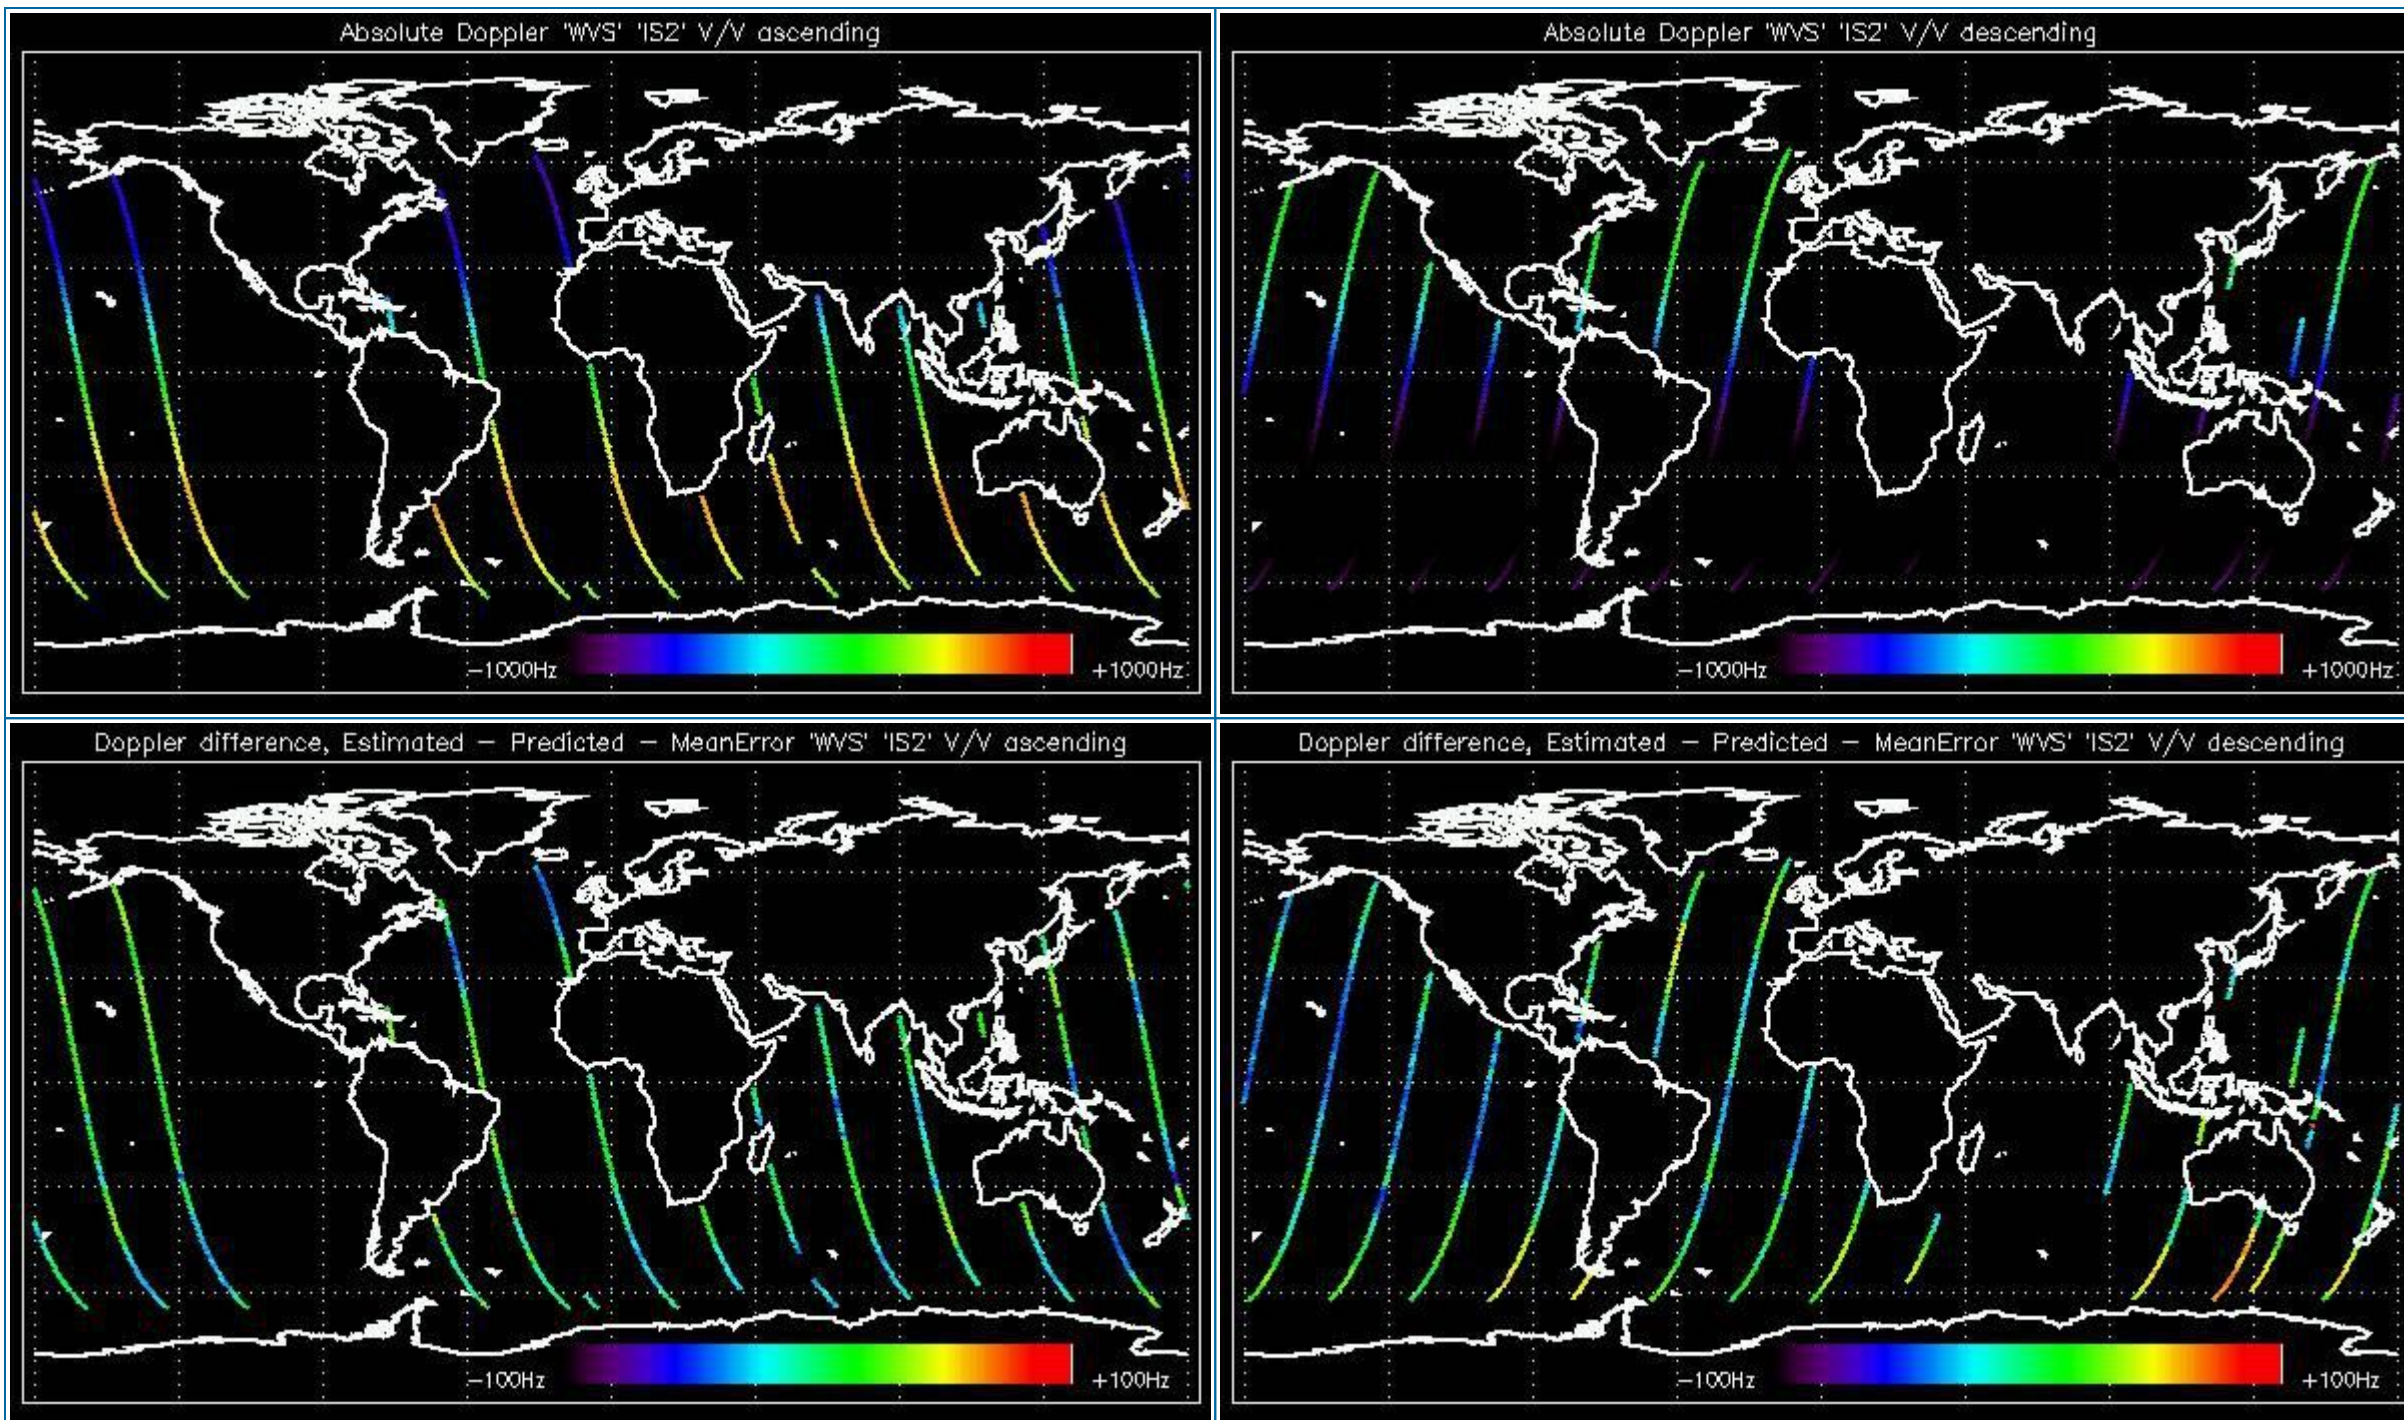 Absolute Doppler 'WVS' 'IS2' V/V ascending
-1000Hz
+1000Hz
Absolute Doppler 'WVS' 'IS2' V/V descending
-1000Hz
+1000Hz
Doppler difference, Estimated - Predicted - MeanError 'WVS' 'IS2' V/V ascending
-100Hz
+100Hz
Doppler difference, Estimated - Predicted - MeanError 'WVS' 'IS2' V/V descending
-100Hz
+100Hz